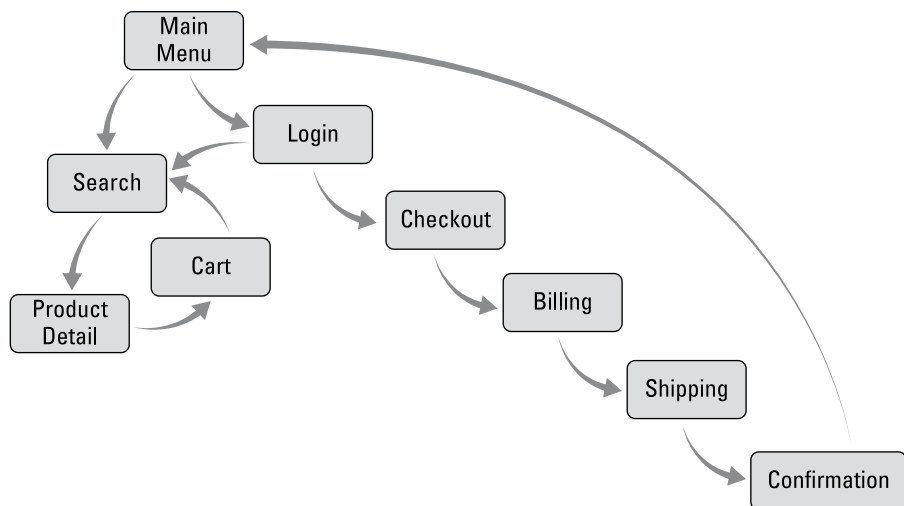 Main
Menu
Login
Search
Checkout
Cart
Billing
Product
Detail
Shipping
Confirmation